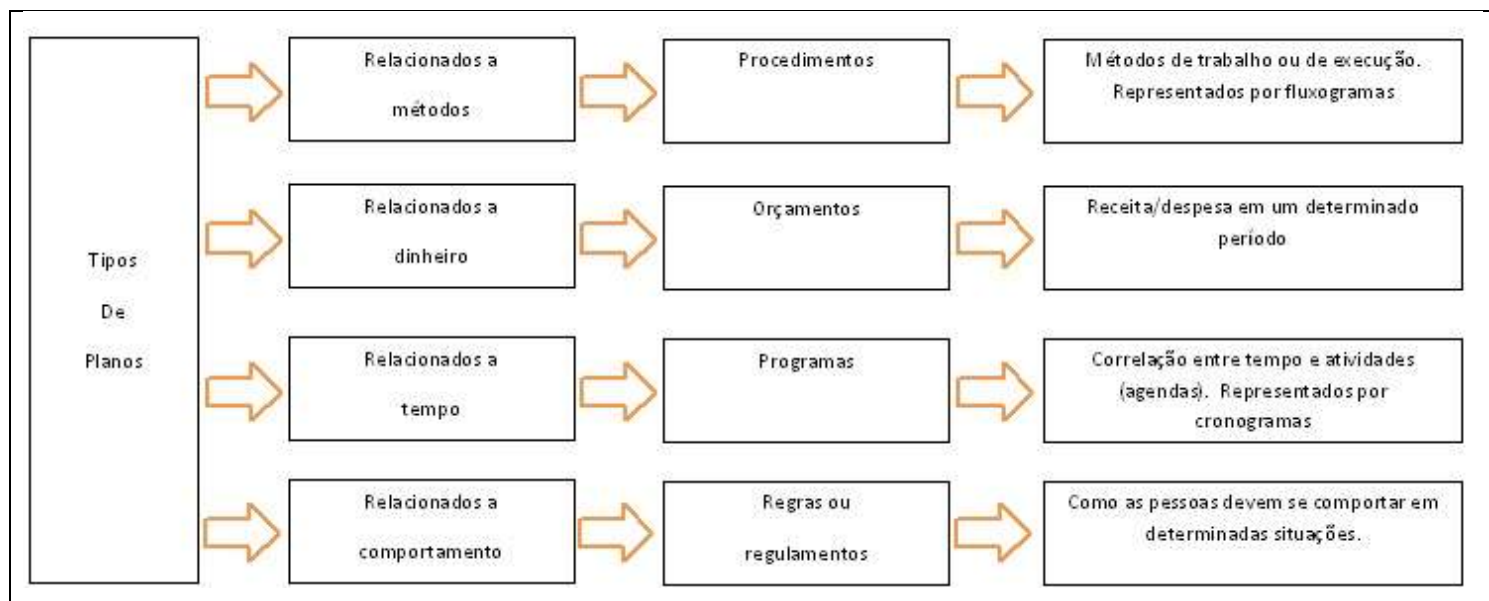 Tipos
De
Planos
Relacionados a
métodos
Procedimentos
Métodos de trabalho ou de execução.
Representados por fluxogramas
Relacionados a
dinheiro
Orçamentos
Receita/despesa em um determinado
período
Relacionados a
tempo
Programas
Correlação entre tempo e atividades
(agendas). Representados por
cronogramas
Relacionados a
comportamento
Regras ou
regulamentos
Como as pessoas devem se comportar em
determinadas situações.